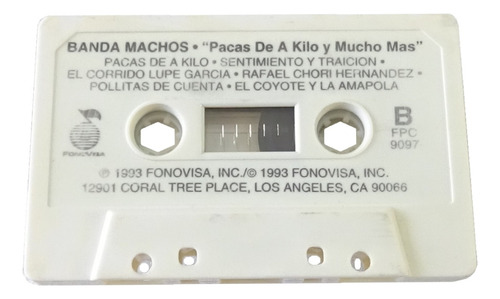 BANDA MACHOS • "Pacas De A Kilo y Mucho Mas"
PACAS DE A KILO • SENTIMIENTO Y TRAICION •
EL CORRIDO LUPE GARCIA • RAFAEL CHORI HERNANDEZ •
POLLITAS DE CUENTA • EL COYOTE Y LA AMAPOLA
FONOVISA
B
FPC
9097
℗ 1993 FONOVISA, INC./© 1993 FONOVISA, INC.
12901 CORAL TREE PLACE, LOS ANGELES, CA 90066